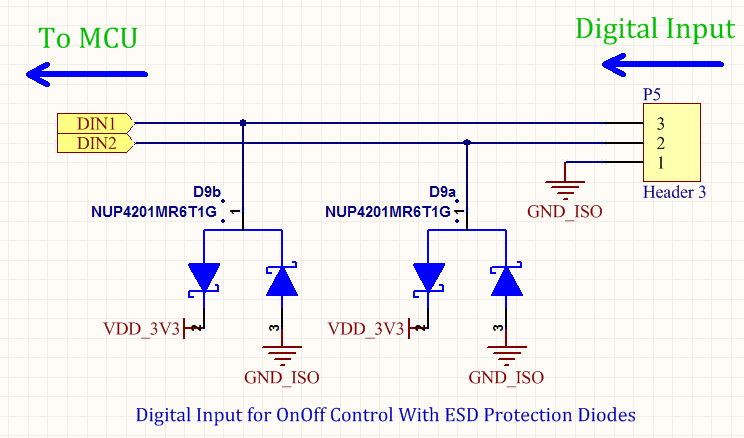 To MCU
Digital Input
P5
DIN1
DIN2
3
2
1
Header 3
GND_ISO
D9b
NUP4201MR6T1G
1
D9a
NUP4201MR6T1G
1
VDD_3V3
2
3
GND_ISO
VDD_3V3
2
3
GND_ISO
Digital Input for OnOff Control With ESD Protection Diodes